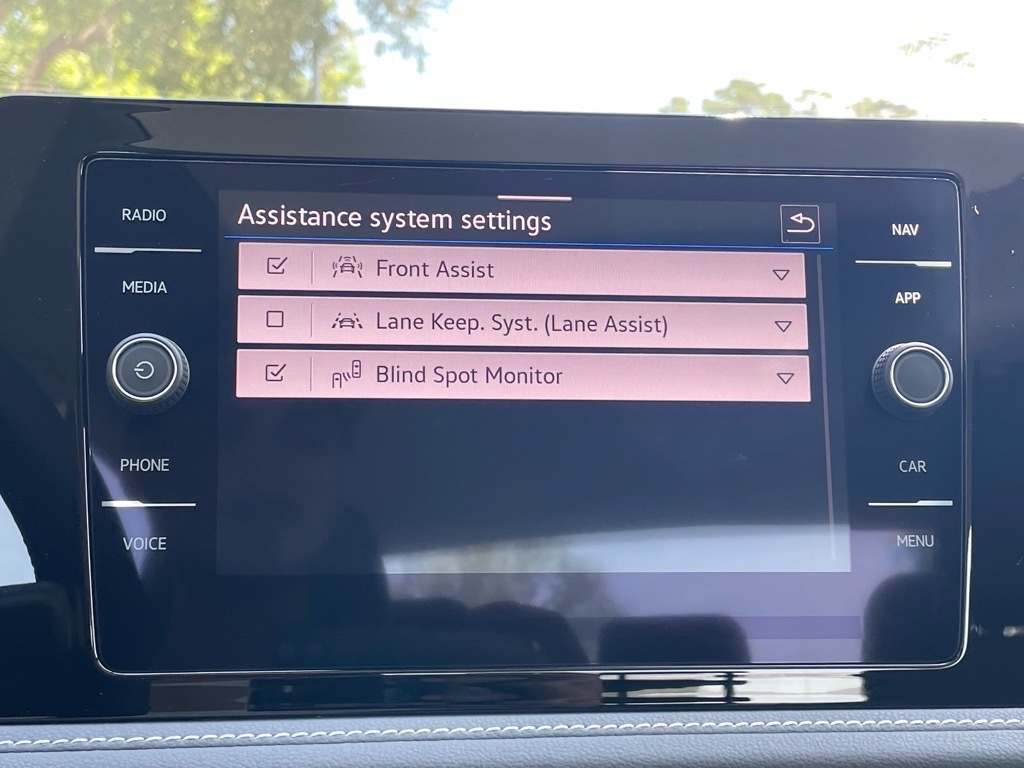 RADIO
MEDIA
PHONE
VOICE
Assistance system settings
Front Assist
Lane Keep. Syst. (Lane Assist)
Blind Spot Monitor
NAV
APP
CAR
MENU